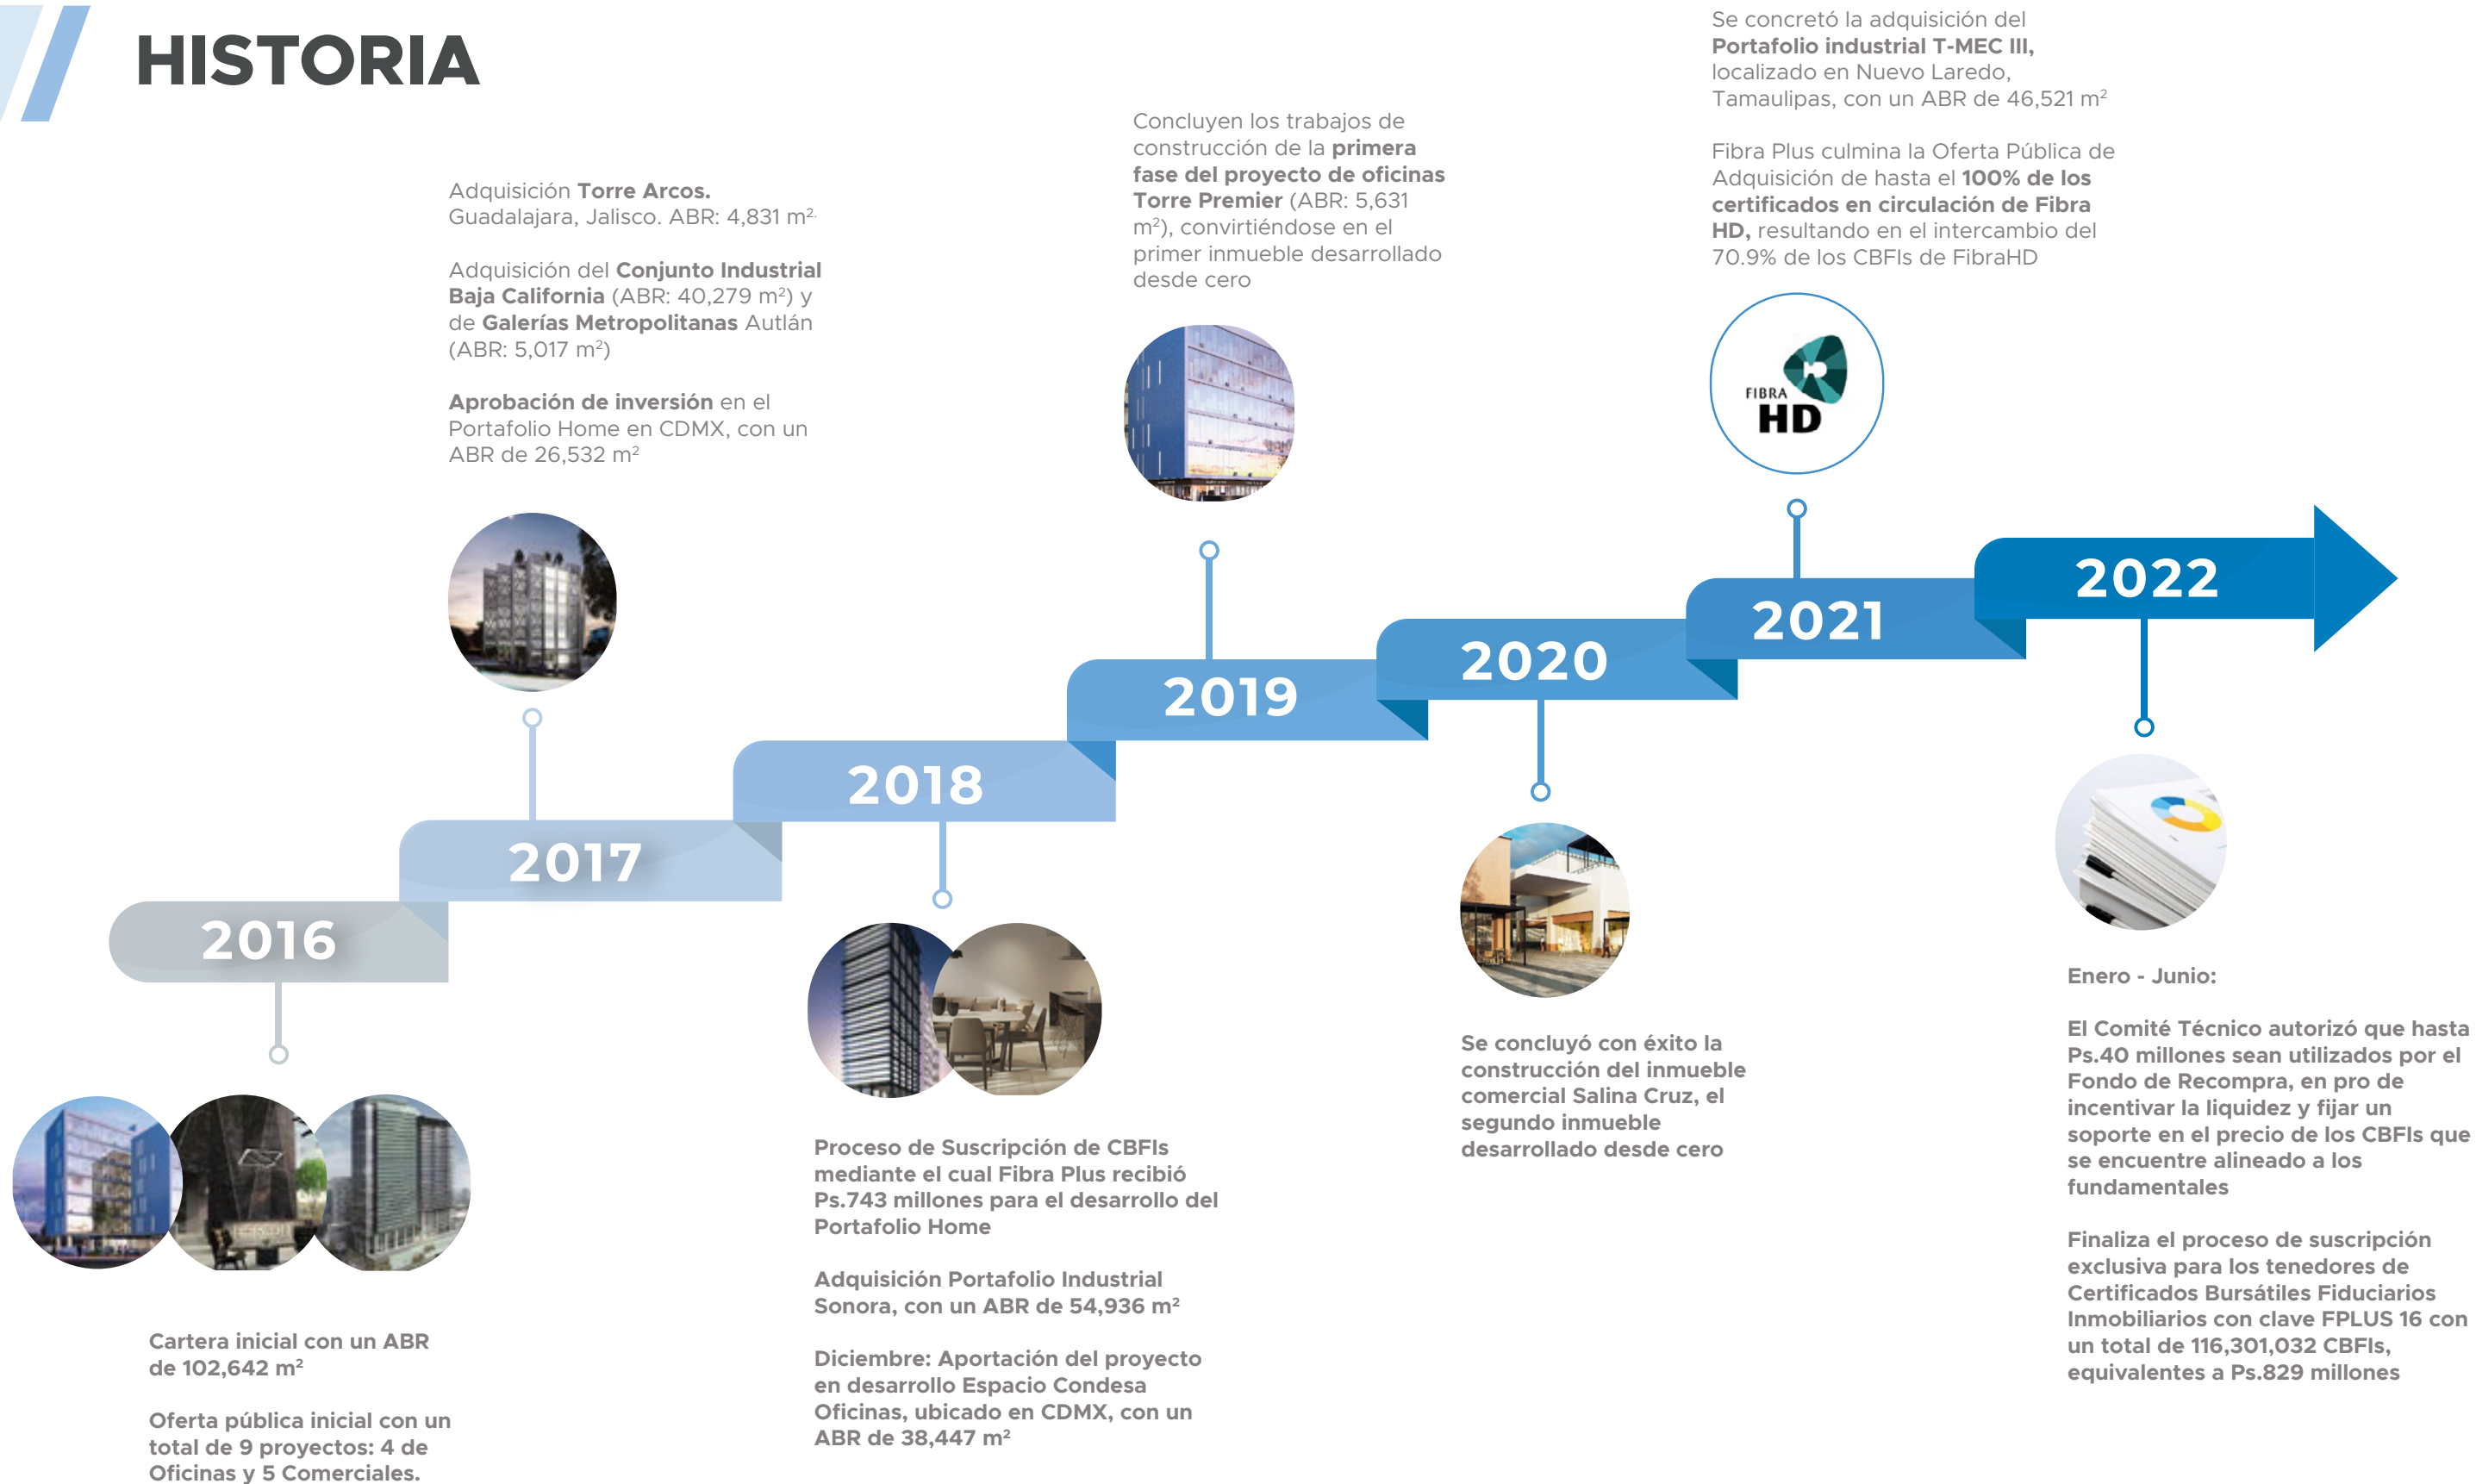 HISTORIA
Cartera inicial con un ABR
de 102,642 m²
Oferta pública inicial con un
total de 9 proyectos: 4 de
Oficinas y 5 Comerciales.
2016
Adquisición Torre Arcos.
Guadalajara, Jalisco. ABR: 4,831 m².
Adquisición del Conjunto Industrial
Baja California (ABR: 40,279 m²) y
de Galerías Metropolitanas Autlán
(ABR: 5,017 m²)
Aprobación de inversión en el
Portafolio Home en CDMX, con un
ABR de 26,532 m²
2017
2018
Proceso de Suscripción de CBFIs
mediante el cual Fibra Plus recibió
Ps.743 millones para el desarrollo del
Portafolio Home
Adquisición Portafolio Industrial
Sonora, con un ABR de 54,936 m²
Diciembre: Aportación del proyecto
en desarrollo Espacio Condesa
Oficinas, ubicado en CDMX, con un
ABR de 38,447 m²
Concluyen los trabajos de
construcción de la primera
fase del proyecto de oficinas
Torre Premier (ABR: 5,631
m²), convirtiéndose en el
primer inmueble desarrollado
desde cero
2019
2020
Se concluyó con éxito la
construcción del inmueble
comercial Salina Cruz, el
segundo inmueble
desarrollado desde cero
Se concretó la adquisición del
Portafolio industrial T-MEC III,
localizado en Nuevo Laredo,
Tamaulipas, con un ABR de 46,521 m²
Fibra Plus culmina la Oferta Pública de
Adquisición de hasta el 100% de los
certificados en circulación de Fibra
HD, resultando en el intercambio del
70.9% de los CBFIs de FibraHD
FIBRA
HD
2021
2022
Enero - Junio:
El Comité Técnico autorizó que hasta
Ps.40 millones sean utilizados por el
Fondo de Recompra, en pro de
incentivar la liquidez y fijar un
soporte en el precio de los CBFIs que
se encuentre alineado a los
fundamentales
Finaliza el proceso de suscripción
exclusiva para los tenedores de
Certificados Bursátiles Fiduciarios
Inmobiliarios con clave FPLUS 16 con
un total de 116,301,032 CBFIs,
equivalentes a Ps.829 millones